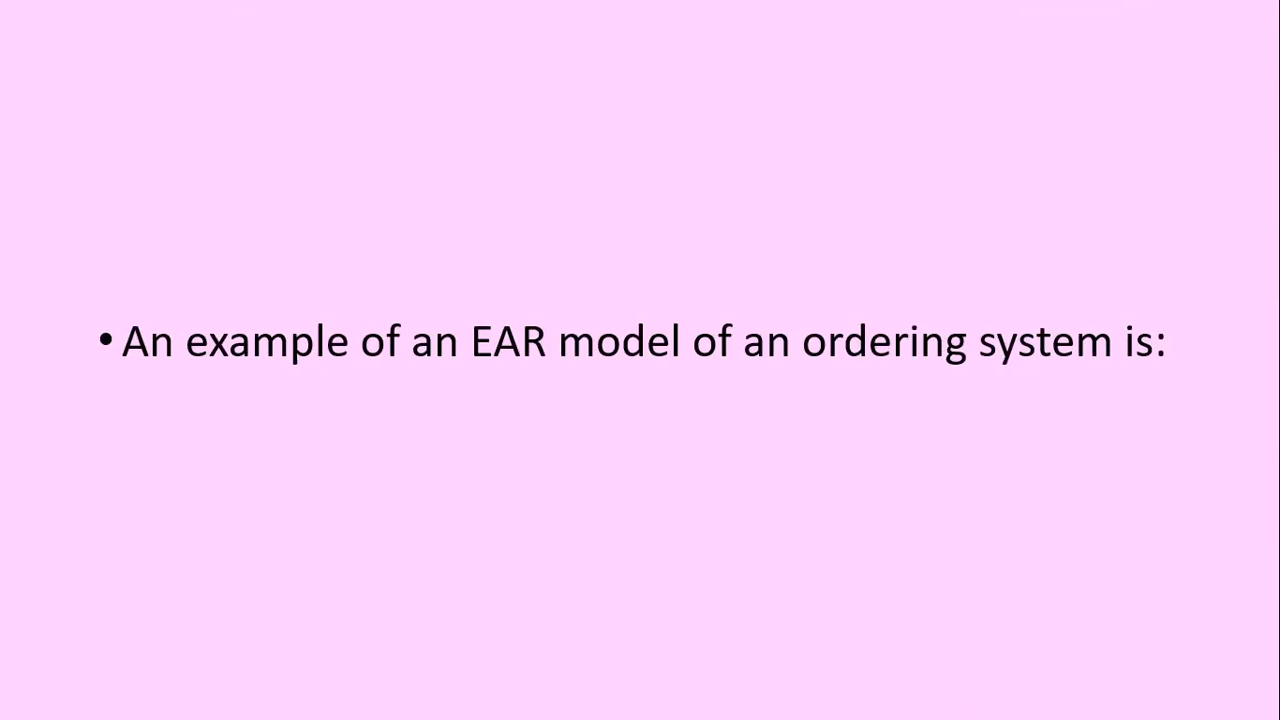 • An example of an EAR model of an ordering system is: